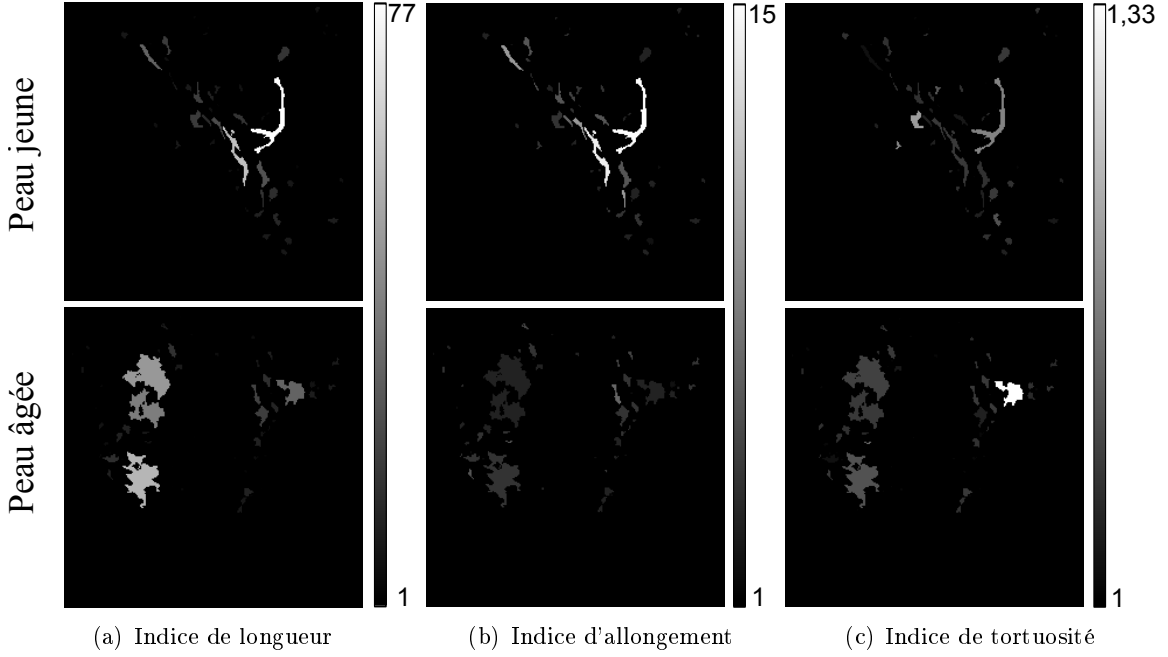 Peau jeune
77
15
1,33
Peau âgée
1
1
1
(a) Indice de longueur
(b) Indice d'allongement
(c) Indice de tortuosité